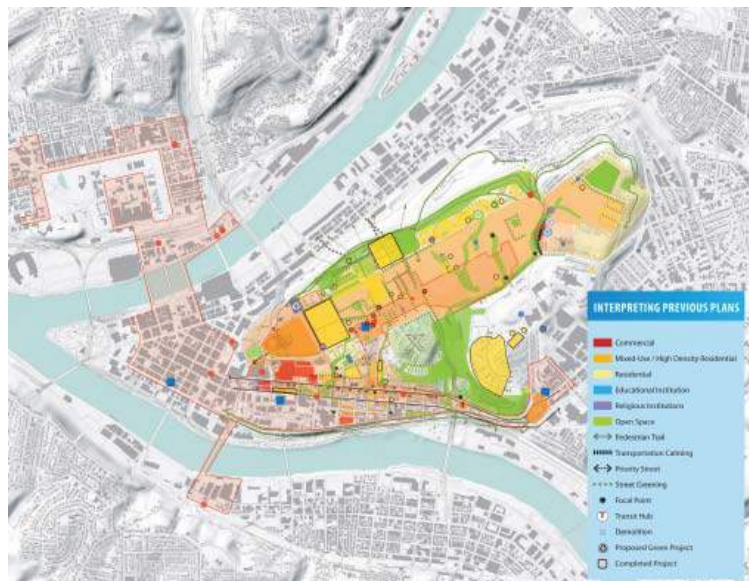 INTERPRETING PREVIOUS PLANS
Commercial
Mixed-Use / High Density Residential
Residential
Educational Institution
Religious Institutions
Open Space
Pedestrian Trail
Transportation Calming
Priority Street
Street Greening
Focal Point
T Transit Hub
Demolition
Proposed Green Project
Completed Project